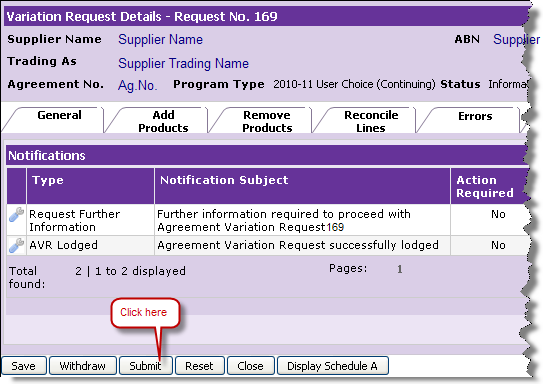 Variation Request Details - Request No. 169
Supplier Name Supplier Name ABN Supplier
Trading As Supplier Trading Name
Agreement No. Ag.No. Program Type 2010-11 User Choice (Continuing) Status Informa
General Add Products Remove Products Reconcile Lines Errors
Notifications
Type Notification Subject Action Required
Request Further Information Further information required to proceed with Agreement Variation Request169 No
AVR Lodged Agreement Variation Request successfully lodged No
Total found: 2 | 1 to 2 displayed Pages: 1
Click here
Save Withdraw Submit Reset Close Display Schedule A